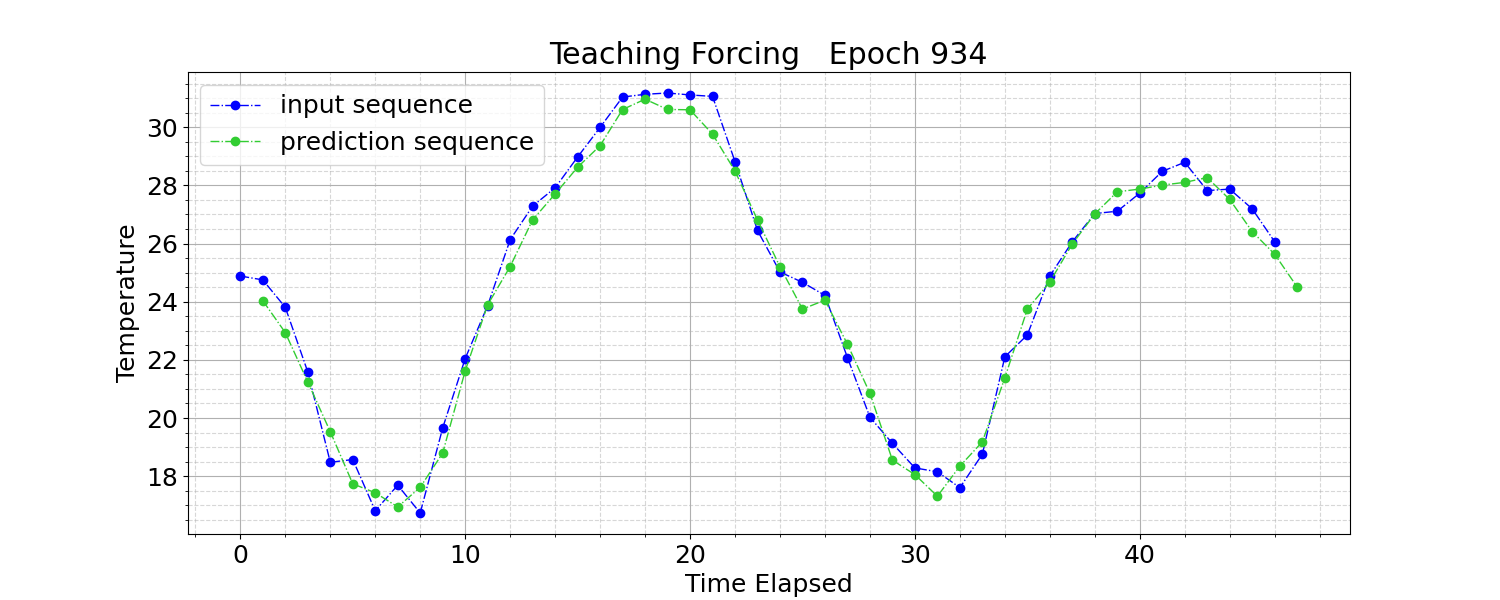 Teaching Forcing   Epoch 934
input sequence
prediction sequence
Temperature
30
28
26
24
22
20
18
0 10 20 30 40
Time Elapsed